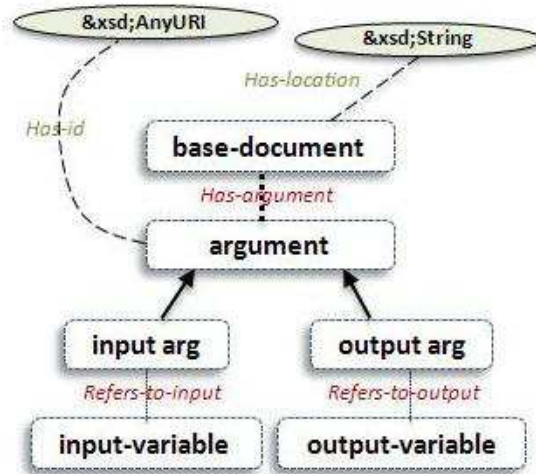 &xsd;AnyURI
&xsd;String
Has-location
Has-id
base-document
Has-argument
argument
input arg
output arg
Refers-to-input
Refers-to-output
input-variable
output-variable